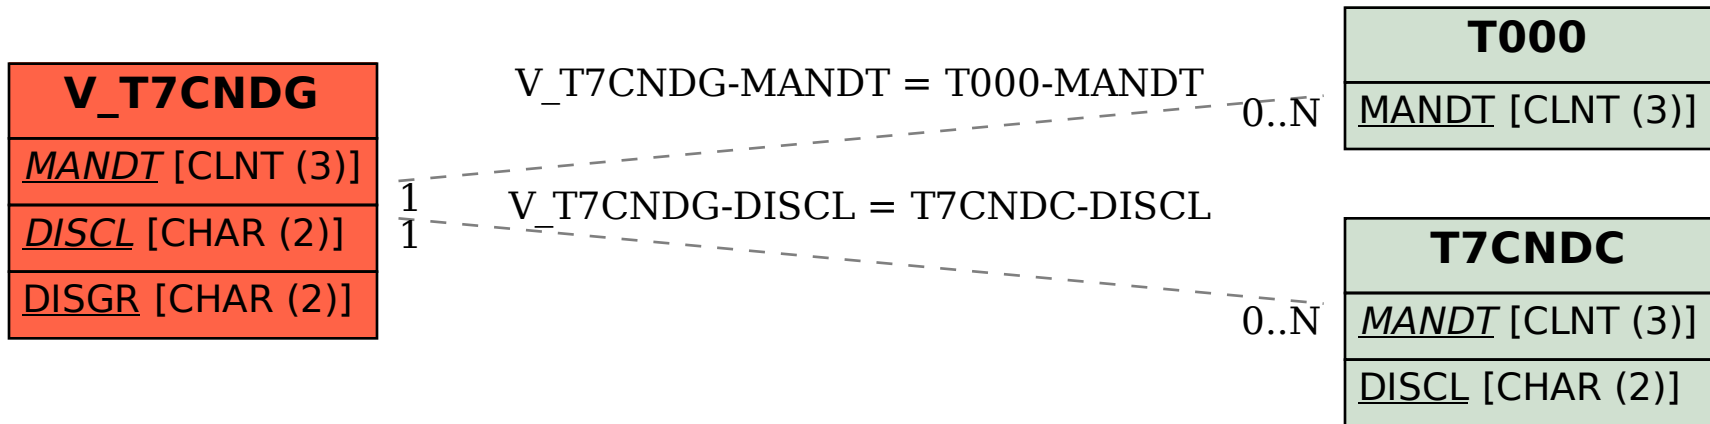 V_T7CNDG
MANDT [CLNT (3)]
DISCL [CHAR (2)]
DISGR [CHAR (2)]
V_T7CNDG-MANDT = T000-MANDT
0..N
1
V_T7CNDG-DISCL = T7CNDC-DISCL
1
0..N
T000
MANDT [CLNT (3)]
T7CNDC
MANDT [CLNT (3)]
DISCL [CHAR (2)]